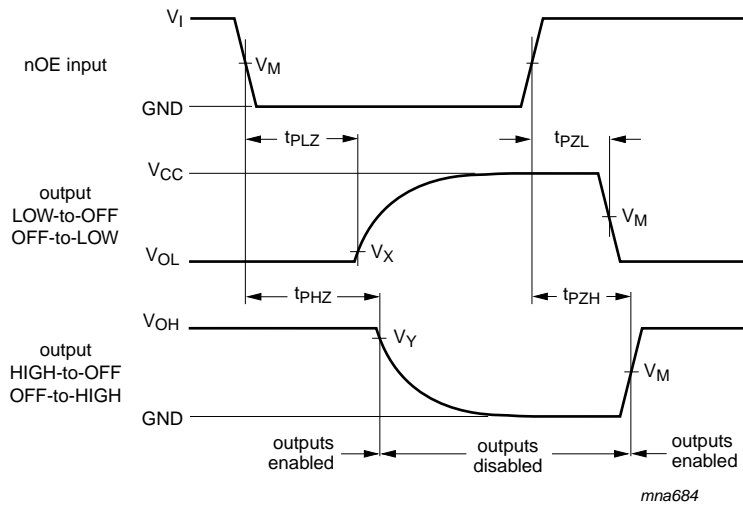 V_I
nOE input
V_M
GND
t_PLZ
t_PZL
V_CC
output
LOW-to-OFF
OFF-to-LOW
V_M
V_X
V_OL
t_PHZ
t_PZH
V_OH
output
HIGH-to-OFF
OFF-to-HIGH
V_Y
V_M
GND
outputs
enabled
outputs
disabled
outputs
enabled
mna684